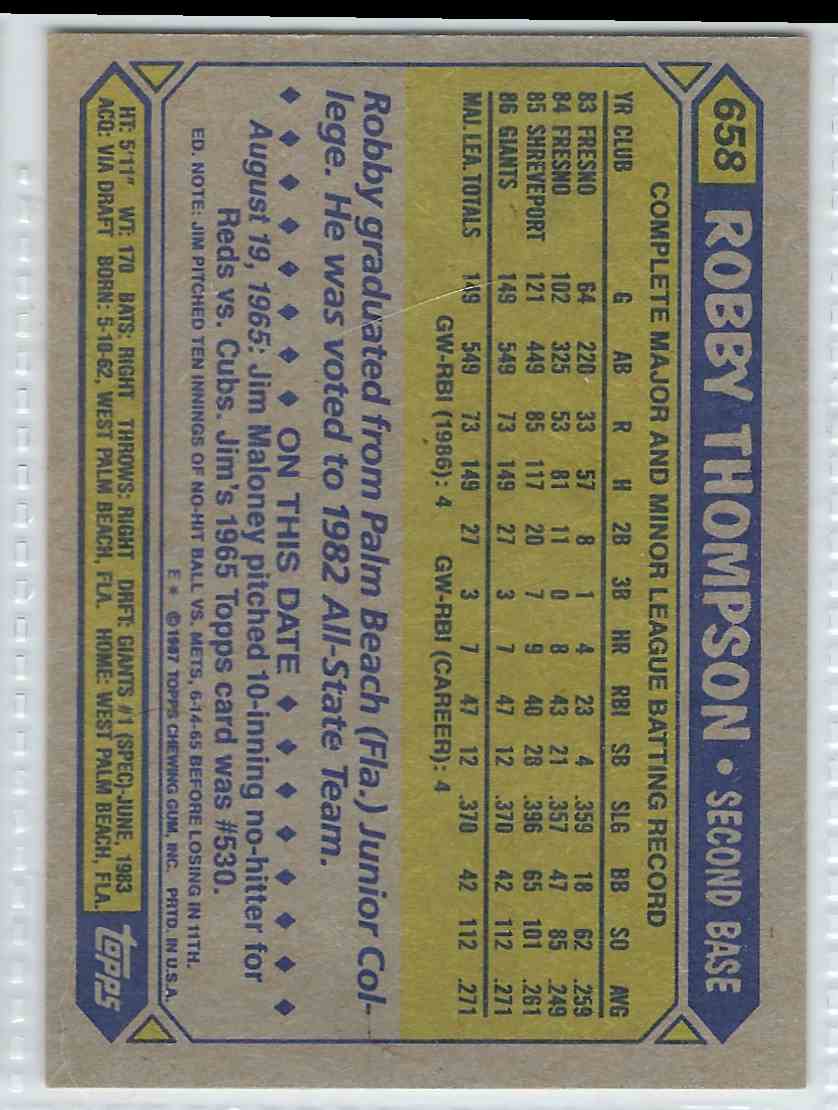 658 ROBBY THOMPSON • SECOND BASE
COMPLETE MAJOR AND MINOR LEAGUE BATTING RECORD
YR CLUB G AB R H 2B 3B HR RBI SB SLG BB SO AVG
83 FRESNO 64 220 33 57 8 1 4 23 4 .359 18 62 .259
84 FRESNO 102 325 53 81 11 0 8 43 21 .357 47 85 .249
85 SHREVEPORT 121 449 85 117 20 7 9 40 28 .396 65 101 .261
86 GIANTS 149 549 73 149 27 3 7 47 12 .370 42 112 .271
MAJ. LEA. TOTALS 149 549 73 149 27 3 7 47 12 .370 42 112 .271
GW-RBI (1986): 4 GW-RBI (CAREER): 4
Robby graduated from Palm Beach (Fla.) Junior Col-
lege. He was voted to 1982 All-State Team.
◆ ◆ ◆ ◆ ◆ ◆ ◆ ◆ ON THIS DATE ◆ ◆ ◆ ◆ ◆ ◆ ◆ ◆
August 19, 1965: Jim Maloney pitched 10-inning no-hitter for
Reds vs. Cubs. Jim's 1965 Topps card was #530.
ED. NOTE: JIM PITCHED TEN INNINGS OF NO-HIT BALL VS. METS, 6-14-65 BEFORE LOSING IN 11TH.
E * © 1987 TOPPS CHEWING GUM, INC. PRTD. IN U.S.A.
HT: 5'11" WT: 170 BATS: RIGHT THROWS: RIGHT DRFT: GIANTS #1 (SPEC)-JUNE, 1983
ACQ: VIA DRAFT BORN: 5-10-62, WEST PALM BEACH, FLA. HOME: WEST PALM BEACH, FLA.
topps